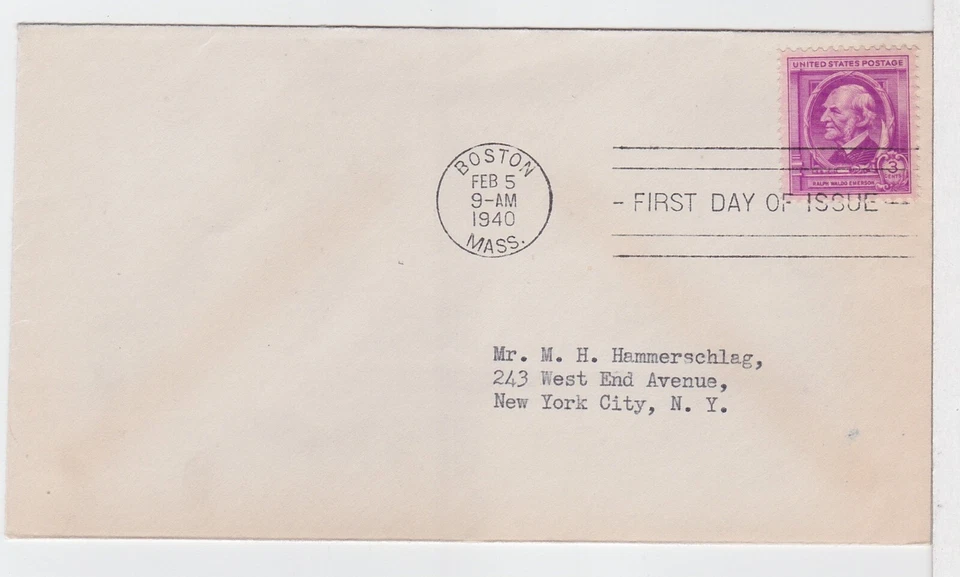 UNITED STATES POSTAGE
3
CENTS
RALPH WALDO EMERSON
BOSTON
FEB 5
9-AM
1940
MASS.
- FIRST DAY OF ISSUE -
Mr. M. H. Hammerschlag,
243 West End Avenue,
New York City, N. Y.